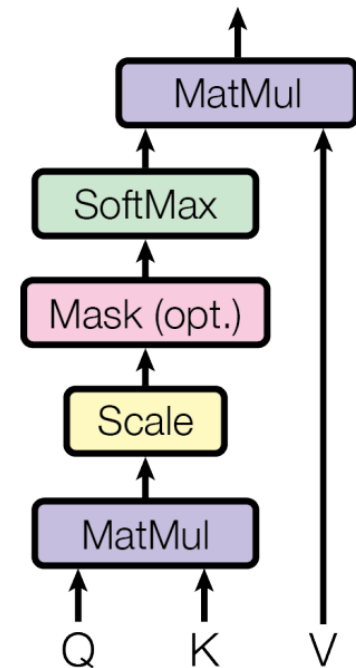 MatMul
SoftMax
Mask (opt.)
Scale
MatMul
Q K V